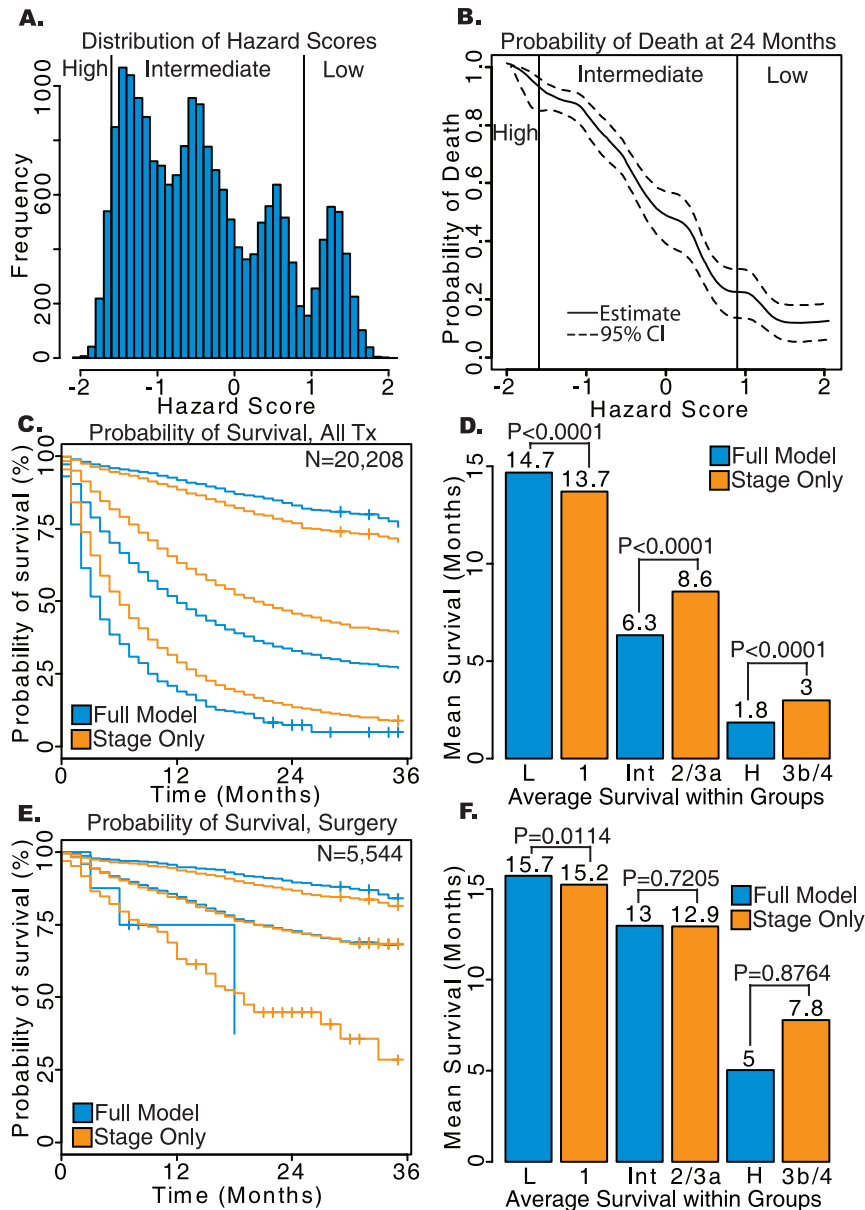 A.
Distribution of Hazard Scores
High Intermediate Low
Frequency
0 200 600 1000
-2 -1 0 1 2
Hazard Score
B.
Probability of Death at 24 Months
Intermediate Low
High
Probability of Death
0.0 0.2 0.4 0.6 0.8 1.0
Estimate
95% CI
-2 -1 0 1 2
Hazard Score
C.
Probability of Survival, All Tx
N=20,208
Probability of survival (%)
0 25 50 75 100
Full Model
Stage Only
0 12 24 36
Time (Months)
D.
P<0.0001
Full Model
Stage Only
14.7 13.7
P<0.0001
6.3 8.6
P<0.0001
1.8 3
Mean Survival (Months)
0 5 10 15
L 1 Int 2/3a H 3b/4
Average Survival within Groups
E.
Probability of Survival, Surgery
N=5,544
Probability of survival (%)
0 25 50 75 100
Full Model
Stage Only
0 12 24 36
Time (Months)
F.
P=0.0114
15.7 15.2
P=0.7205
13 12.9
Full Model
Stage Only
P=0.8764
5 7.8
Mean Survival (Months)
0 5 10 15
L 1 Int 2/3a H 3b/4
Average Survival within Groups